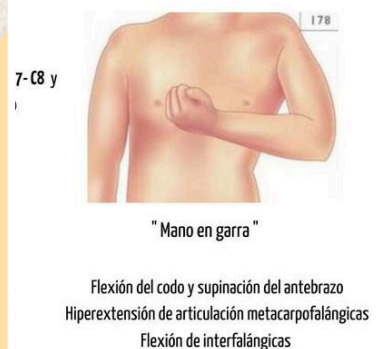 178
7-C8 y
" Mano en garra "
Flexión del codo y supinación del antebrazo
Hiperextensión de articulación metacarpofalángicas
Flexión de interfalángicas